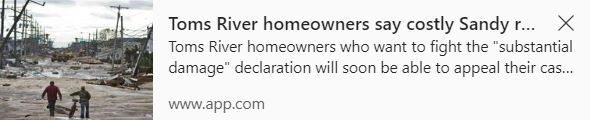 Toms River homeowners say costly Sandy r...
Toms River homeowners who want to fight the "substantial
damage" declaration will soon be able to appeal their cas...
www.app.com